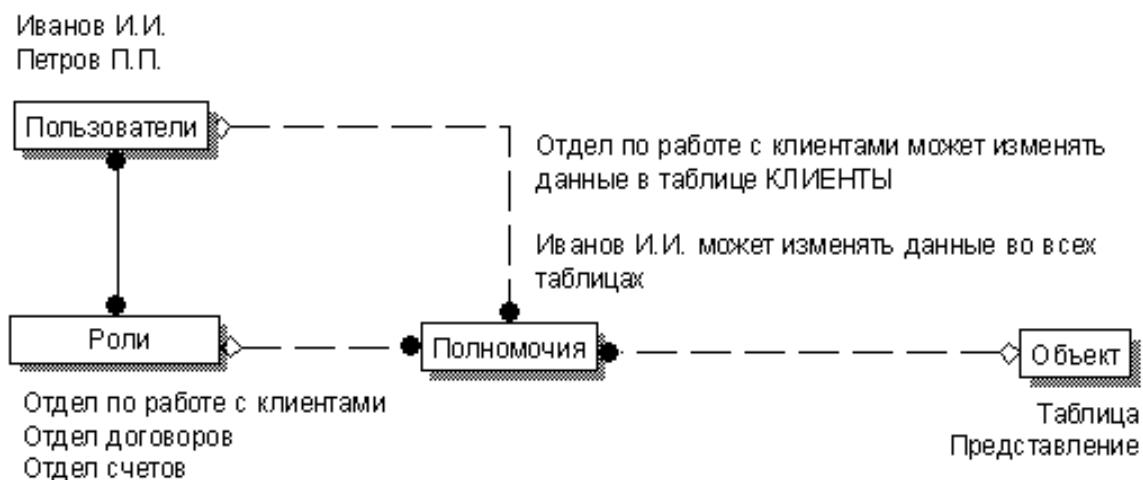 Иванов И.И.
Петров П.П.
Пользователи
Отдел по работе с клиентами может изменять
данные в таблице КЛИЕНТЫ
Иванов И.И. может изменять данные во всех
таблицах
Роли
Полномочия
Объект
Отдел по работе с клиентами
Отдел договоров
Отдел счетов
Таблица
Представление